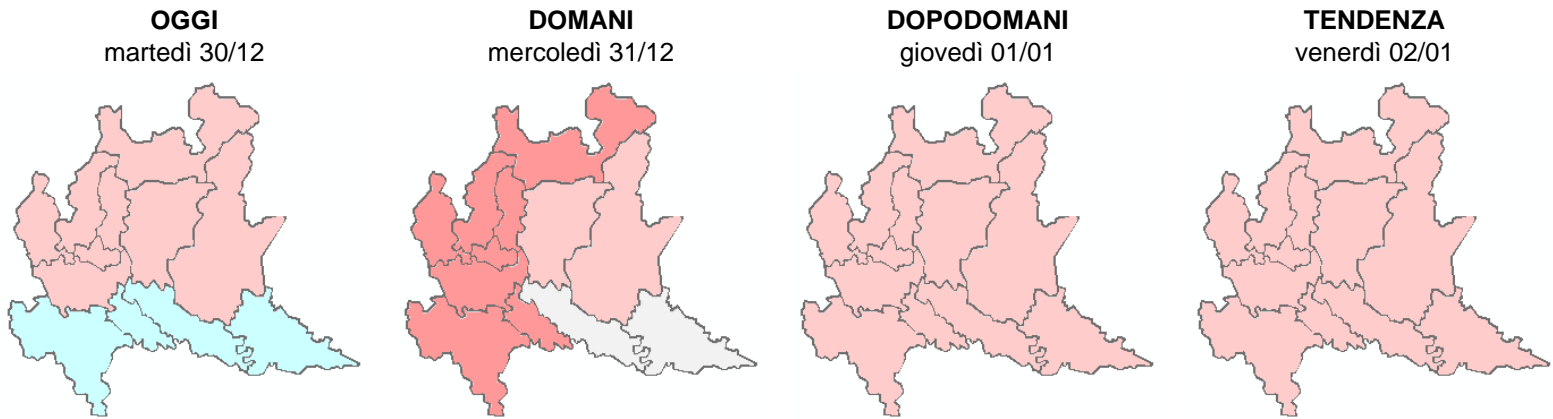 OGGI
martedì 30/12
DOMANI
mercoledì 31/12
DOPODOMANI
giovedì 01/01
TENDENZA
venerdì 02/01